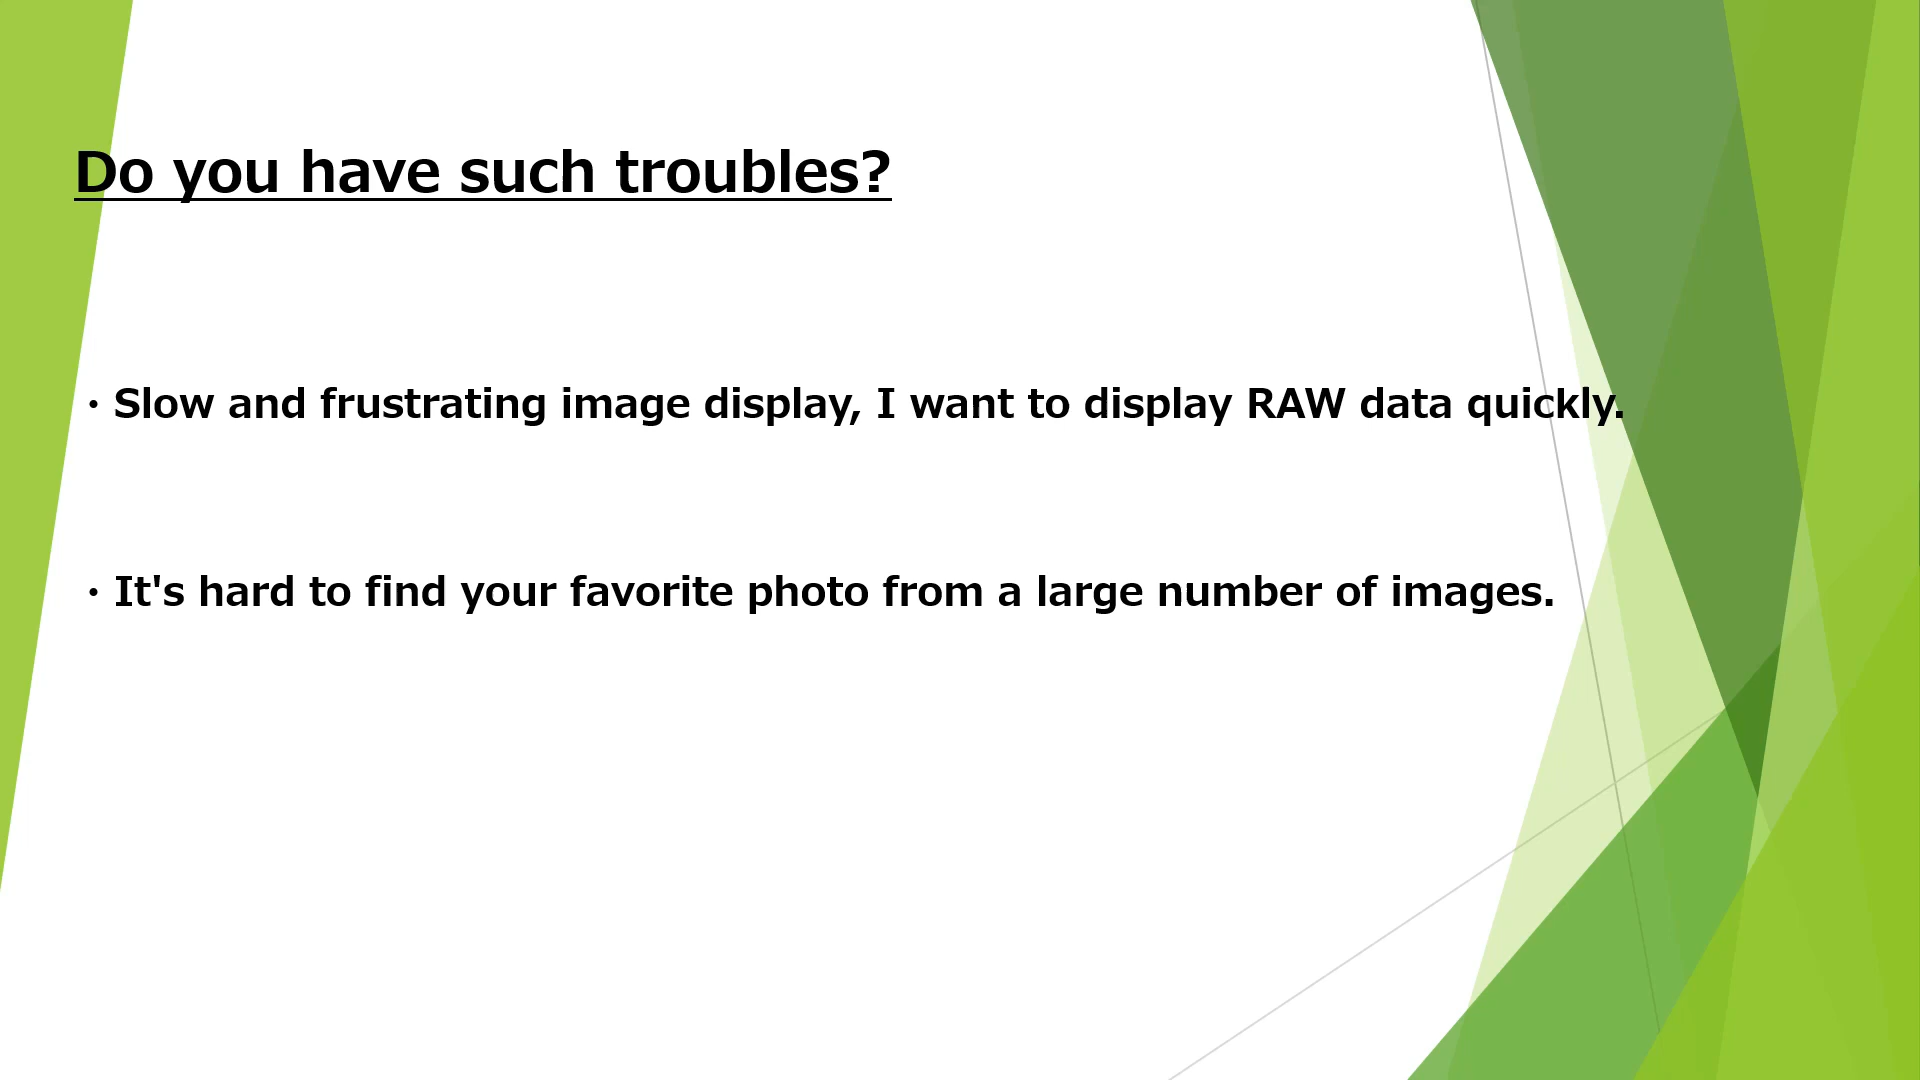 Do you have such troubles?
・Slow and frustrating image display, I want to display RAW data quickly.
・It's hard to find your favorite photo from a large number of images.